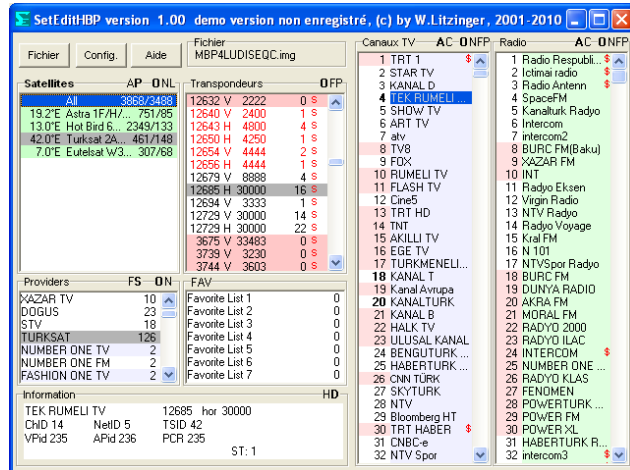 SetEditHBP version 1.00 demo version non enregistré, (c) by W.Litzinger, 2001-2010
Fichier
Config.
Aide
Fichier
MBP4LUDISEQC.img
Satellites AP ONL
All 3868/3488
19.2°E Astra 1F/H/... 751/85
13.0°E Hot Bird 6... 2349/133
42.0°E Turksat 2A... 461/148
7.0°E Eutelsat W3... 307/68
Transpondeurs OFP
12632 V 2222 0 S
12640 V 2400 1 S
12643 H 4800 4 S
12650 H 4250 1 S
12654 V 4444 2 S
12656 H 4444 1 S
12679 V 8888 4 S
12685 H 30000 16 S
12694 V 3333 1 S
12729 V 30000 14 S
12729 H 30000 22 S
3675 V 33483 0 S
3739 V 3230 0 S
3744 V 3603 0 S
Providers FS ON
XAZAR TV 10
DOGUS 23
STV 18
TURKSAT 126
NUMBER ONE TV 2
NUMBER ONE FM 2
FASHION ONE TV 2
FAV
Favorite List 1 0
Favorite List 2 0
Favorite List 3 0
Favorite List 4 0
Favorite List 5 0
Favorite List 6 0
Favorite List 7 0
Information HD
TEK RUMELI TV 12685 hor 30000
ChID 14 NetID 5 TSID 42
VPid 235 APid 236 PCR 235
ST: 1
Canaux TV AC ONFP
1 TRT 1 $
2 STAR TV
3 KANAL D
4 TEK RUMELI ...
5 SHOW TV
6 ART TV
7 atv
8 TV8
9 FOX
10 RUMELI TV
11 FLASH TV
12 Cine5
13 TRT HD
14 TNT
15 AKILLI TV
16 EGE TV
17 TURKMENELI...
18 KANAL T
19 Kanal Avrupa
20 KANALTURK
21 KANAL B
22 HALK TV
23 ULUSAL KANAL
24 BENGUTURK ...
25 HABERTURK ...
26 CNN TÜRK
27 SKYTURK
28 NTV
29 Bloomberg HT
30 TRT HABER $
31 CNBC-e
32 NTV Spor
Radio AC ONFP
1 Radio Respubli... $
2 Ictimai radio $
3 Radio Antenn $
4 SpaceFM
5 Kanalturk Radyo
6 Intercom
7 intercom2
8 BURC FM(Baku)
9 XAZAR FM
10 INT
11 Radyo Eksen
12 Virgin Radio
13 NTV Radyo
14 Radyo Voyage
15 Kral FM
16 N 101
17 NTVSpor Radyo
18 BURC FM
19 DUNYA RADIO
20 AKRA FM
21 MORAL FM
22 RADYO 2000
23 RADYO ILAC
24 INTERCOM $
25 NUMBER ONE ...
26 RADYO KLAS
27 FENOMEN
28 POWERTURK ...
29 POWER FM
30 POWER XL
31 HABERTURK R...
32 intercom3 $